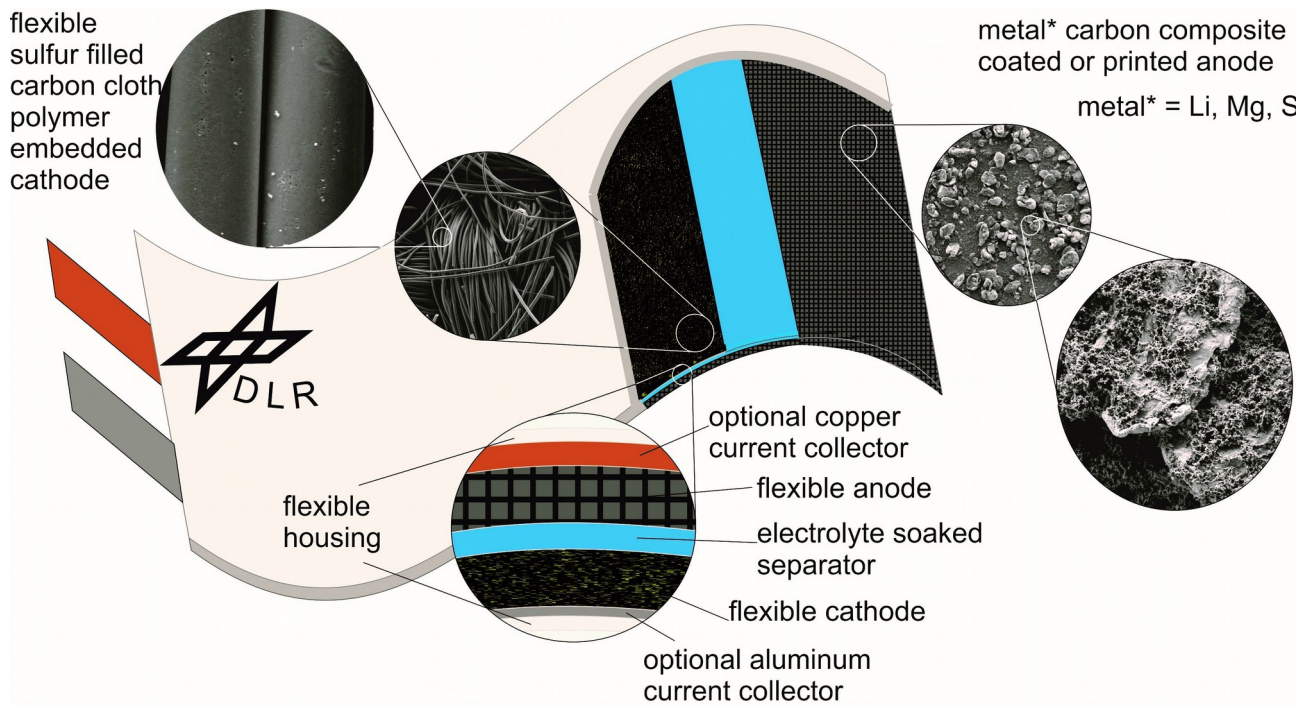 flexible
sulfur filled
carbon cloth
polymer
embedded
cathode
metal* carbon composite
coated or printed anode
metal* = Li, Mg, S
DLR
optional copper
current collector
flexible anode
flexible
housing
electrolyte soaked
separator
flexible cathode
optional aluminum
current collector